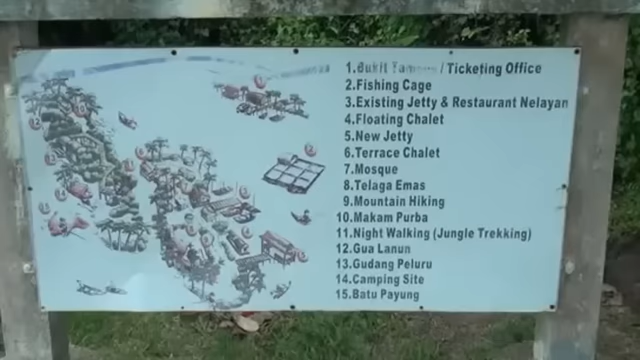 1.Bukit / Ticketing Office
2.Fishing Cage
3.Existing Jetty & Restaurant Nelayan
4.Floating Chalet
5.New Jetty
6.Terrace Chalet
7.Mosque
8.Telaga Emas
9.Mountain Hiking
10.Makam Purba
11.Night Walking (Jungle Trekking)
12.Gua Lanun
13.Gudang Peluru
14.Camping Site
15.Batu Payung